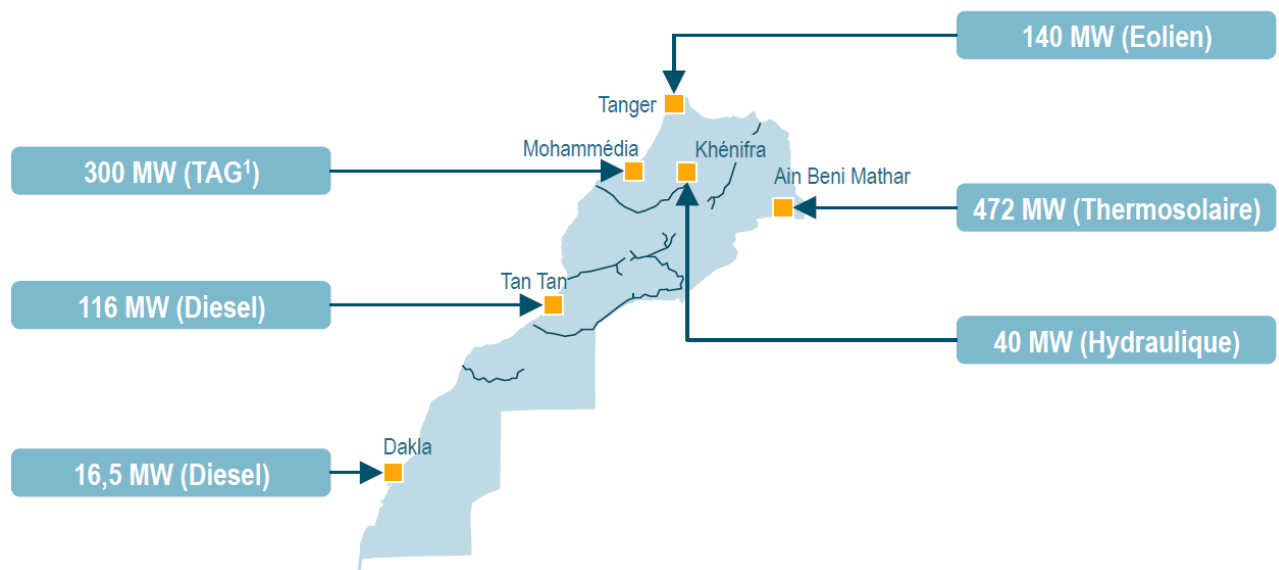 140 MW (Eolien)
Tanger
Mohammédia
Khénifra
300 MW (TAG¹)
Ain Beni Mathar
472 MW (Thermosolaire)
Tan Tan
116 MW (Diesel)
40 MW (Hydraulique)
Dakla
16,5 MW (Diesel)